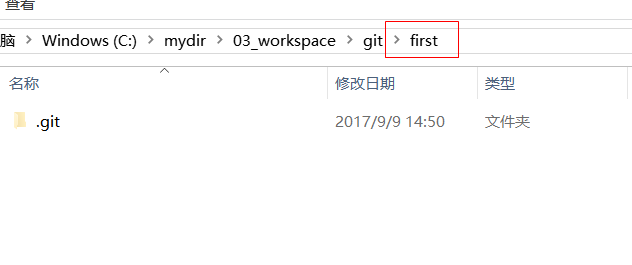 查看
脑 > Windows (C:) > mydir > 03_workspace > git > first
名称 修改日期 类型
.git 2017/9/9 14:50 文件夹